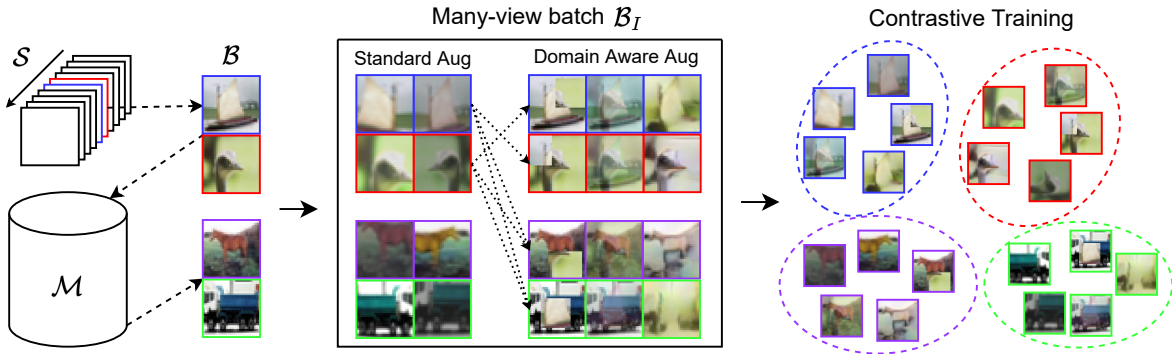 Many-view batch 𝓑_I
Contrastive Training
𝓢
𝓑
Standard Aug
Domain Aware Aug
𝓜